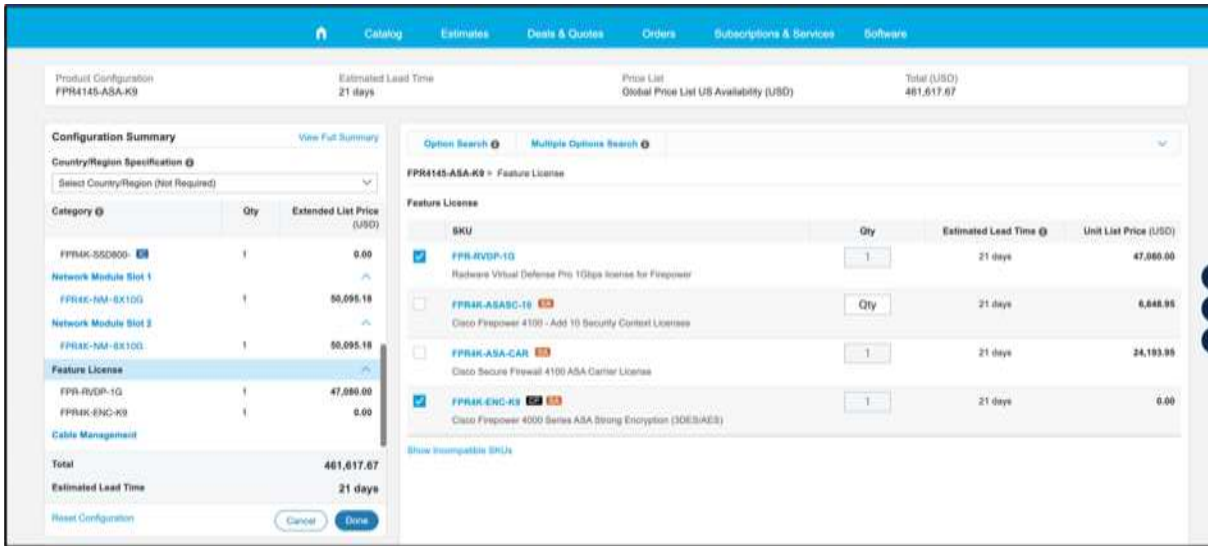 Catalog Estimates Deals & Quotes Orders Subscriptions & Services Software
Product Configuration
FPR4145-ASA-K9
Estimated Lead Time
21 days
Price List
Global Price List US Availability (USD)
Total (USD)
461,617.67
Configuration Summary View Full Summary
Country/Region Specification
Select Country/Region (Not Required)
Category Qty Extended List Price
(USD)
FPR4K-SSD800- 1 0.00
Network Module Slot 1
FPR4K-NM-8X10G 1 50,095.18
Network Module Slot 2
FPR4K-NM-8X10G 1 50,095.18
Feature License
FPR-RVDP-1G 1 47,080.00
FPR4K-ENC-K9 1 0.00
Cable Management
Total 461,617.67
Estimated Lead Time 21 days
Reset Configuration Cancel Done
Option Search Multiple Options Search
FPR4145-ASA-K9 > Feature License
Feature License
SKU Qty Estimated Lead Time Unit List Price (USD)
FPR-RVDP-1G 1 21 days 47,080.00
Radware Virtual Defense Pro 1Gbps license for Firepower
FPR4K-ASASC-10 Qty 21 days
Cisco Firepower 4100 - Add 10 Security Context Licenses
FPR4K-ASA-CAR 1 21 days 24,193.95
Cisco Secure Firewall 4100 ASA Carrier License
FPR4K-ENC-K9 1 21 days 0.00
Cisco Firepower 4000 Series ASA Strong Encryption (3DES/AES)
Show Incompatible SKUs